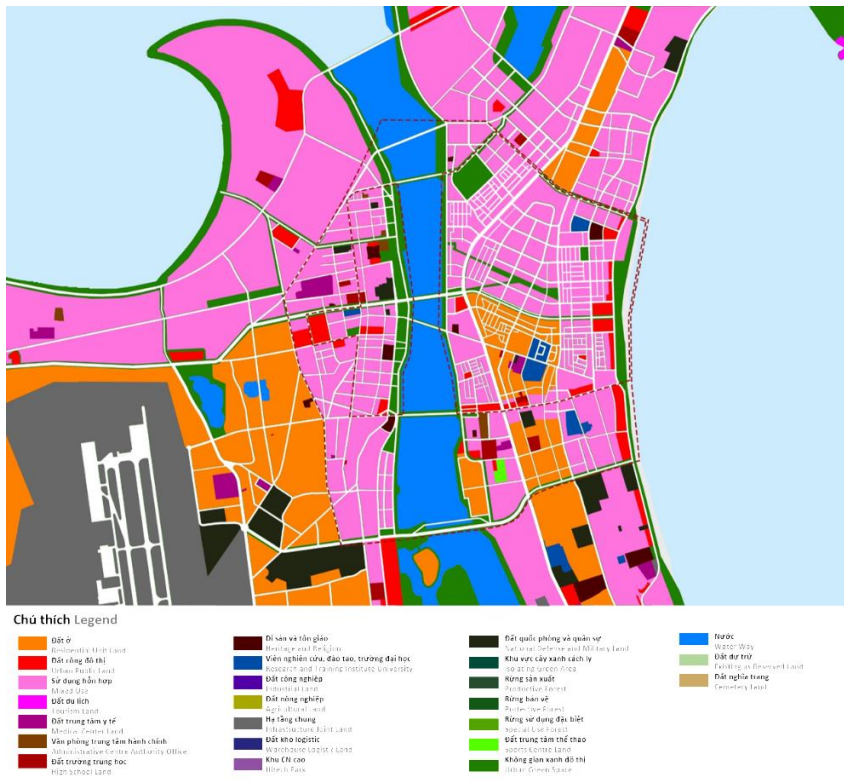 Chú thích Legend
Đất ở
Residential Unit Land
Đất công đô thị
Urban Public Land
Sử dụng hỗn hợp
Mixed Use
Đất du lịch
Tourism Land
Đất trung tâm y tế
Medical Center Land
Văn phòng trung tâm hành chính
Administrative Centre Authority Office
Đất trường trung học
High School Land
Di sản và tôn giáo
Heritage and Religion
Viện nghiên cứu, đào tạo, trường đại học
Research and Training Institute University
Đất công nghiệp
Industrial Land
Đất nông nghiệp
Agricultural Land
Hạ tầng chung
Infrastructure Joint Land
Đất kho logistic
Warehouse Logistic Land
Khu CN cao
Hitech Park
Đất quốc phòng và quân sự
National Defense and Military Land
Khu vực cây xanh cách ly
Isolating Green Area
Rừng sản xuất
Productive Forest
Rừng bảo vệ
Protective Forest
Rừng sử dụng đặc biệt
Special Use Forest
Đất trung tâm thể thao
Sports Centre Land
Không gian xanh đô thị
Urban Green Space
Nước
Water Way
Đất dự trữ
Existing as Reserved Land
Đất nghĩa trang
Cemetery Land